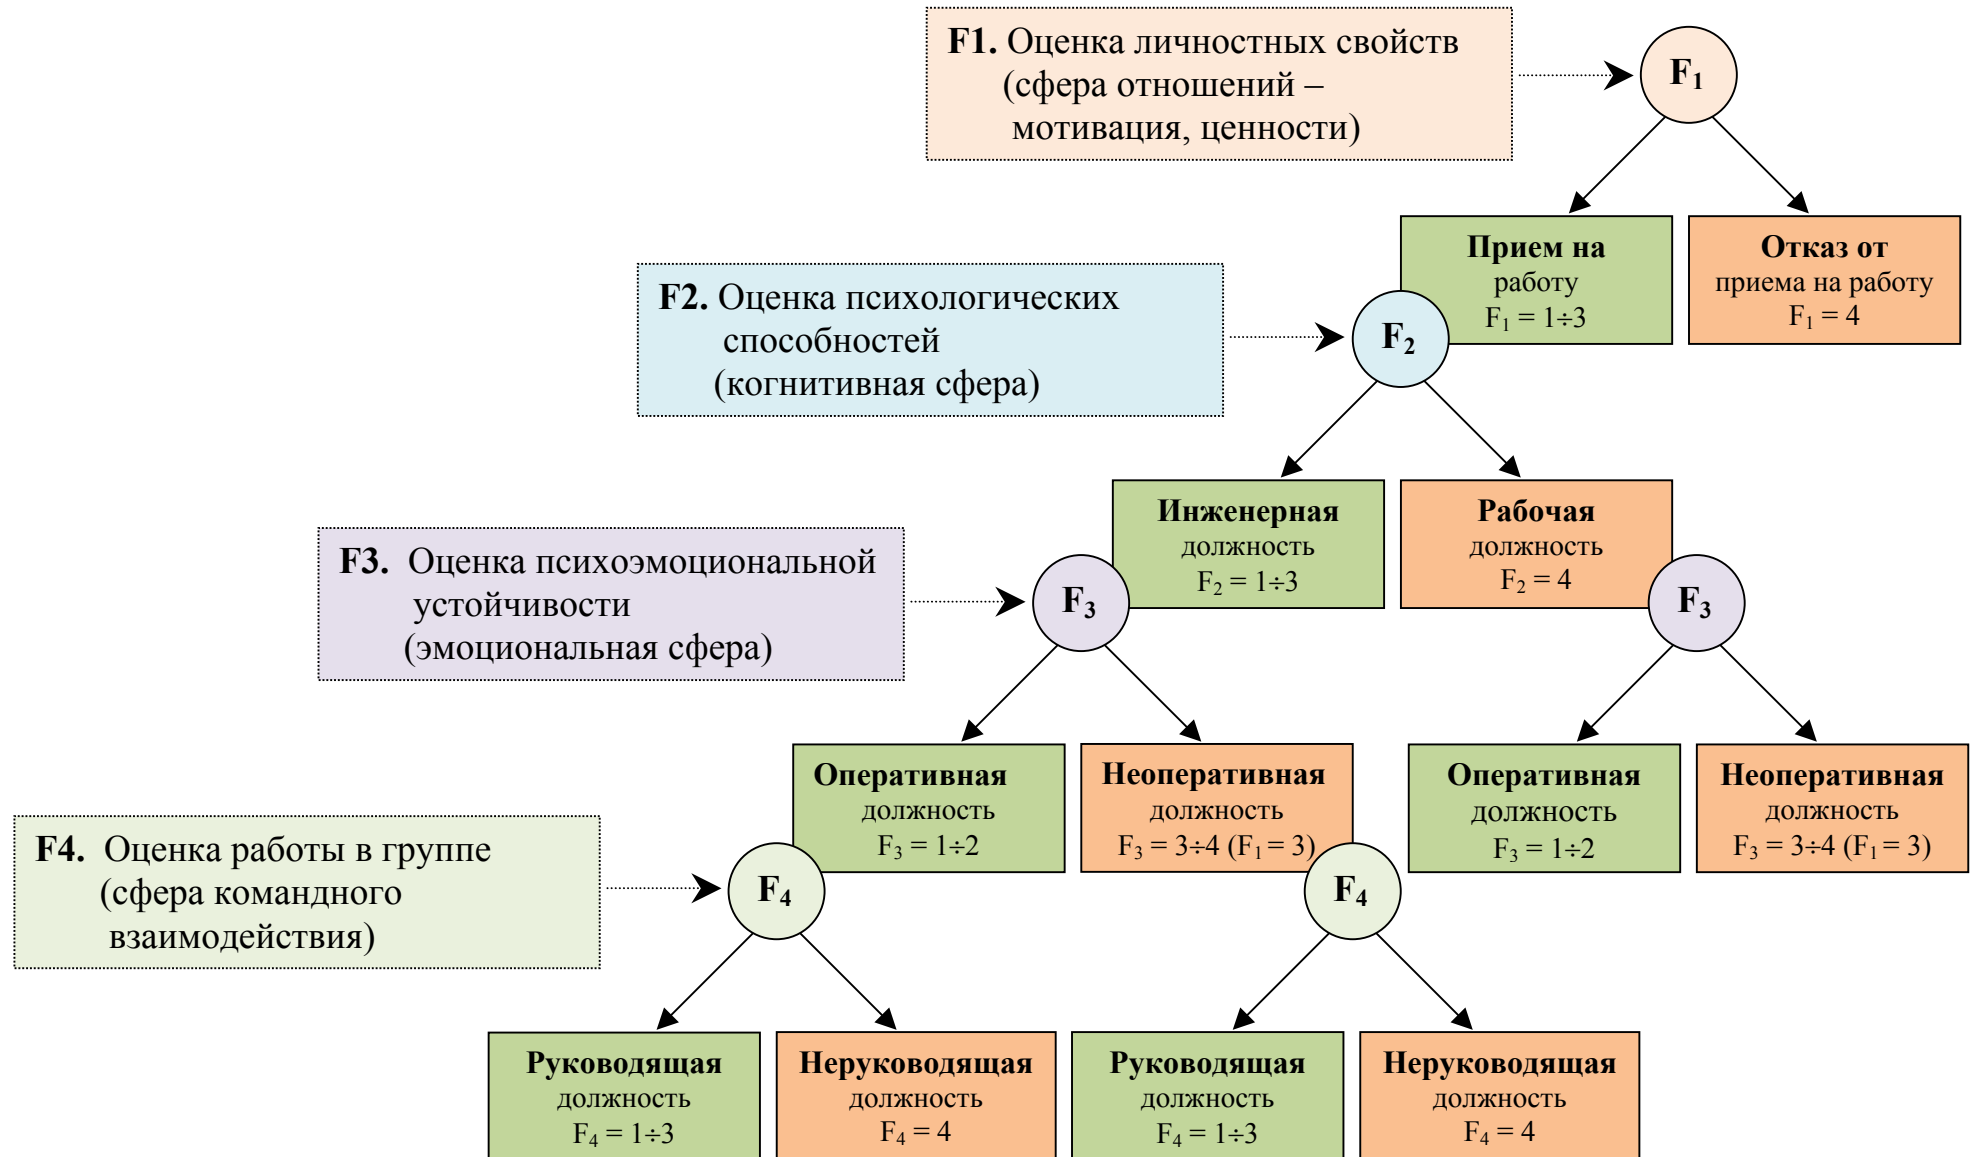 F1. Оценка личностных свойств
(сфера отношений –
мотивация, ценности)
F₁
Прием на
работу
F₁ = 1÷3
Отказ от
приема на работу
F₁ = 4
F2. Оценка психологических
способностей
(когнитивная сфера)
F₂
Инженерная
должность
F₂ = 1÷3
Рабочая
должность
F₂ = 4
F3. Оценка психоэмоциональной
устойчивости
(эмоциональная сфера)
F₃
F₃
Оперативная
должность
F₃ = 1÷2
Неоперативная
должность
F₃ = 3÷4 (F₁ = 3)
Оперативная
должность
F₃ = 1÷2
Неоперативная
должность
F₃ = 3÷4 (F₁ = 3)
F4. Оценка работы в группе
(сфера командного
взаимодействия)
F₄
F₄
Руководящая
должность
F₄ = 1÷3
Неруководящая
должность
F₄ = 4
Руководящая
должность
F₄ = 1÷3
Неруководящая
должность
F₄ = 4